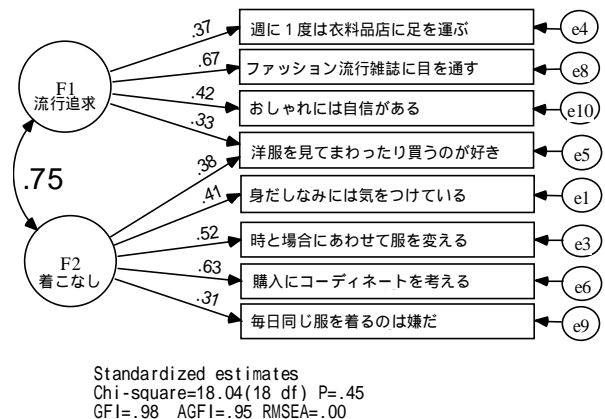 .37
週に１度は衣料品店に足を運ぶ
e4
F1
流行追求
.67
ファッション流行雑誌に目を通す
e8
.42
おしゃれには自信がある
e10
.33
洋服を見てまわったり買うのが好き
e5
.75
.38
.41
身だしなみには気をつけている
e1
F2
着こなし
.52
時と場合にあわせて服を変える
e3
.63
購入にコーディネートを考える
e6
.31
毎日同じ服を着るのは嫌だ
e9
Standardized estimates
Chi-square=18.04(18 df) P=.45
GFI=.98 AGFI=.95 RMSEA=.00